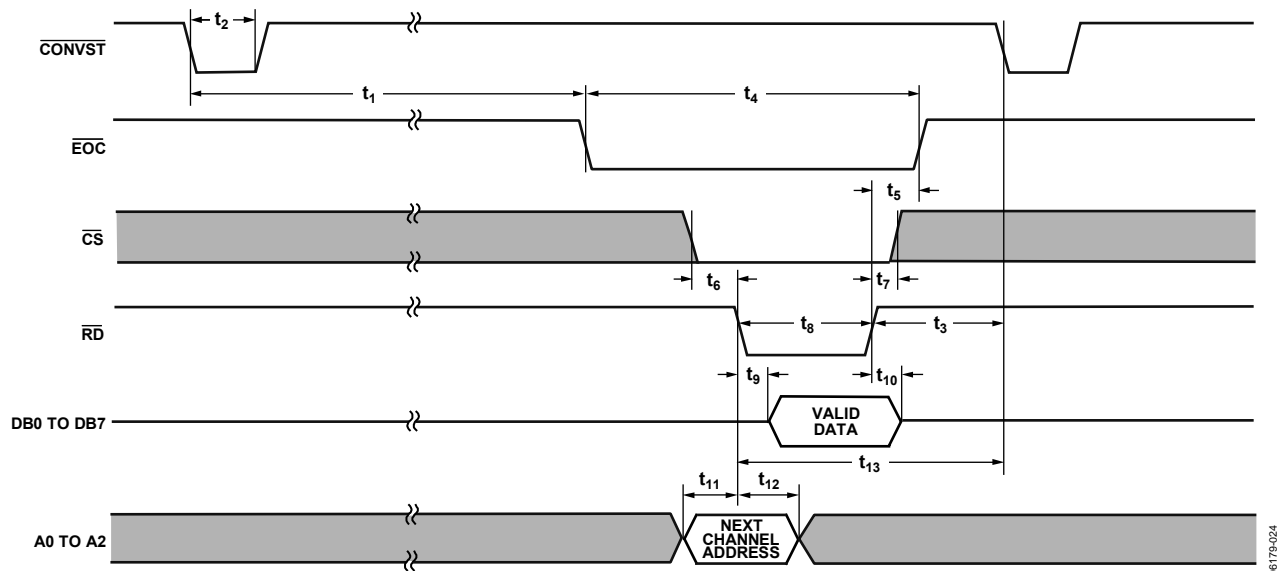 t2
CONVST
t1
t4
EOC
t5
CS
t6
t7
RD
t8
t3
t9
t10
DB0 TO DB7
VALID
DATA
t13
t11
t12
A0 TO A2
NEXT
CHANNEL
ADDRESS
6179-024